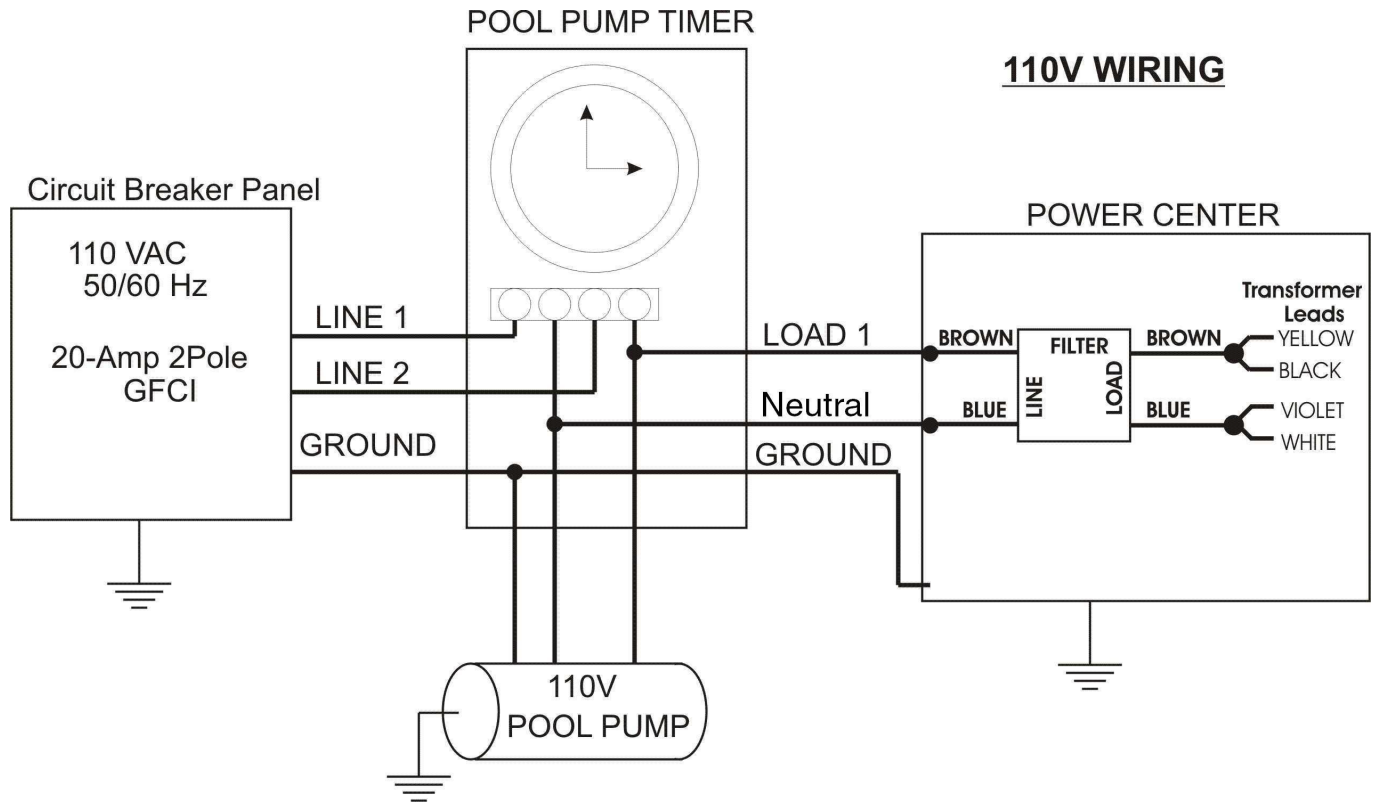 POOL PUMP TIMER
110V WIRING
Circuit Breaker Panel
110 VAC
50/60 Hz
20-Amp 2Pole
GFCI
LINE 1
LINE 2
GROUND
POWER CENTER
LOAD 1
Neutral
GROUND
BROWN
BLUE
FILTER
LINE
LOAD
BROWN
BLUE
Transformer
Leads
YELLOW
BLACK
VIOLET
WHITE
110V
POOL PUMP